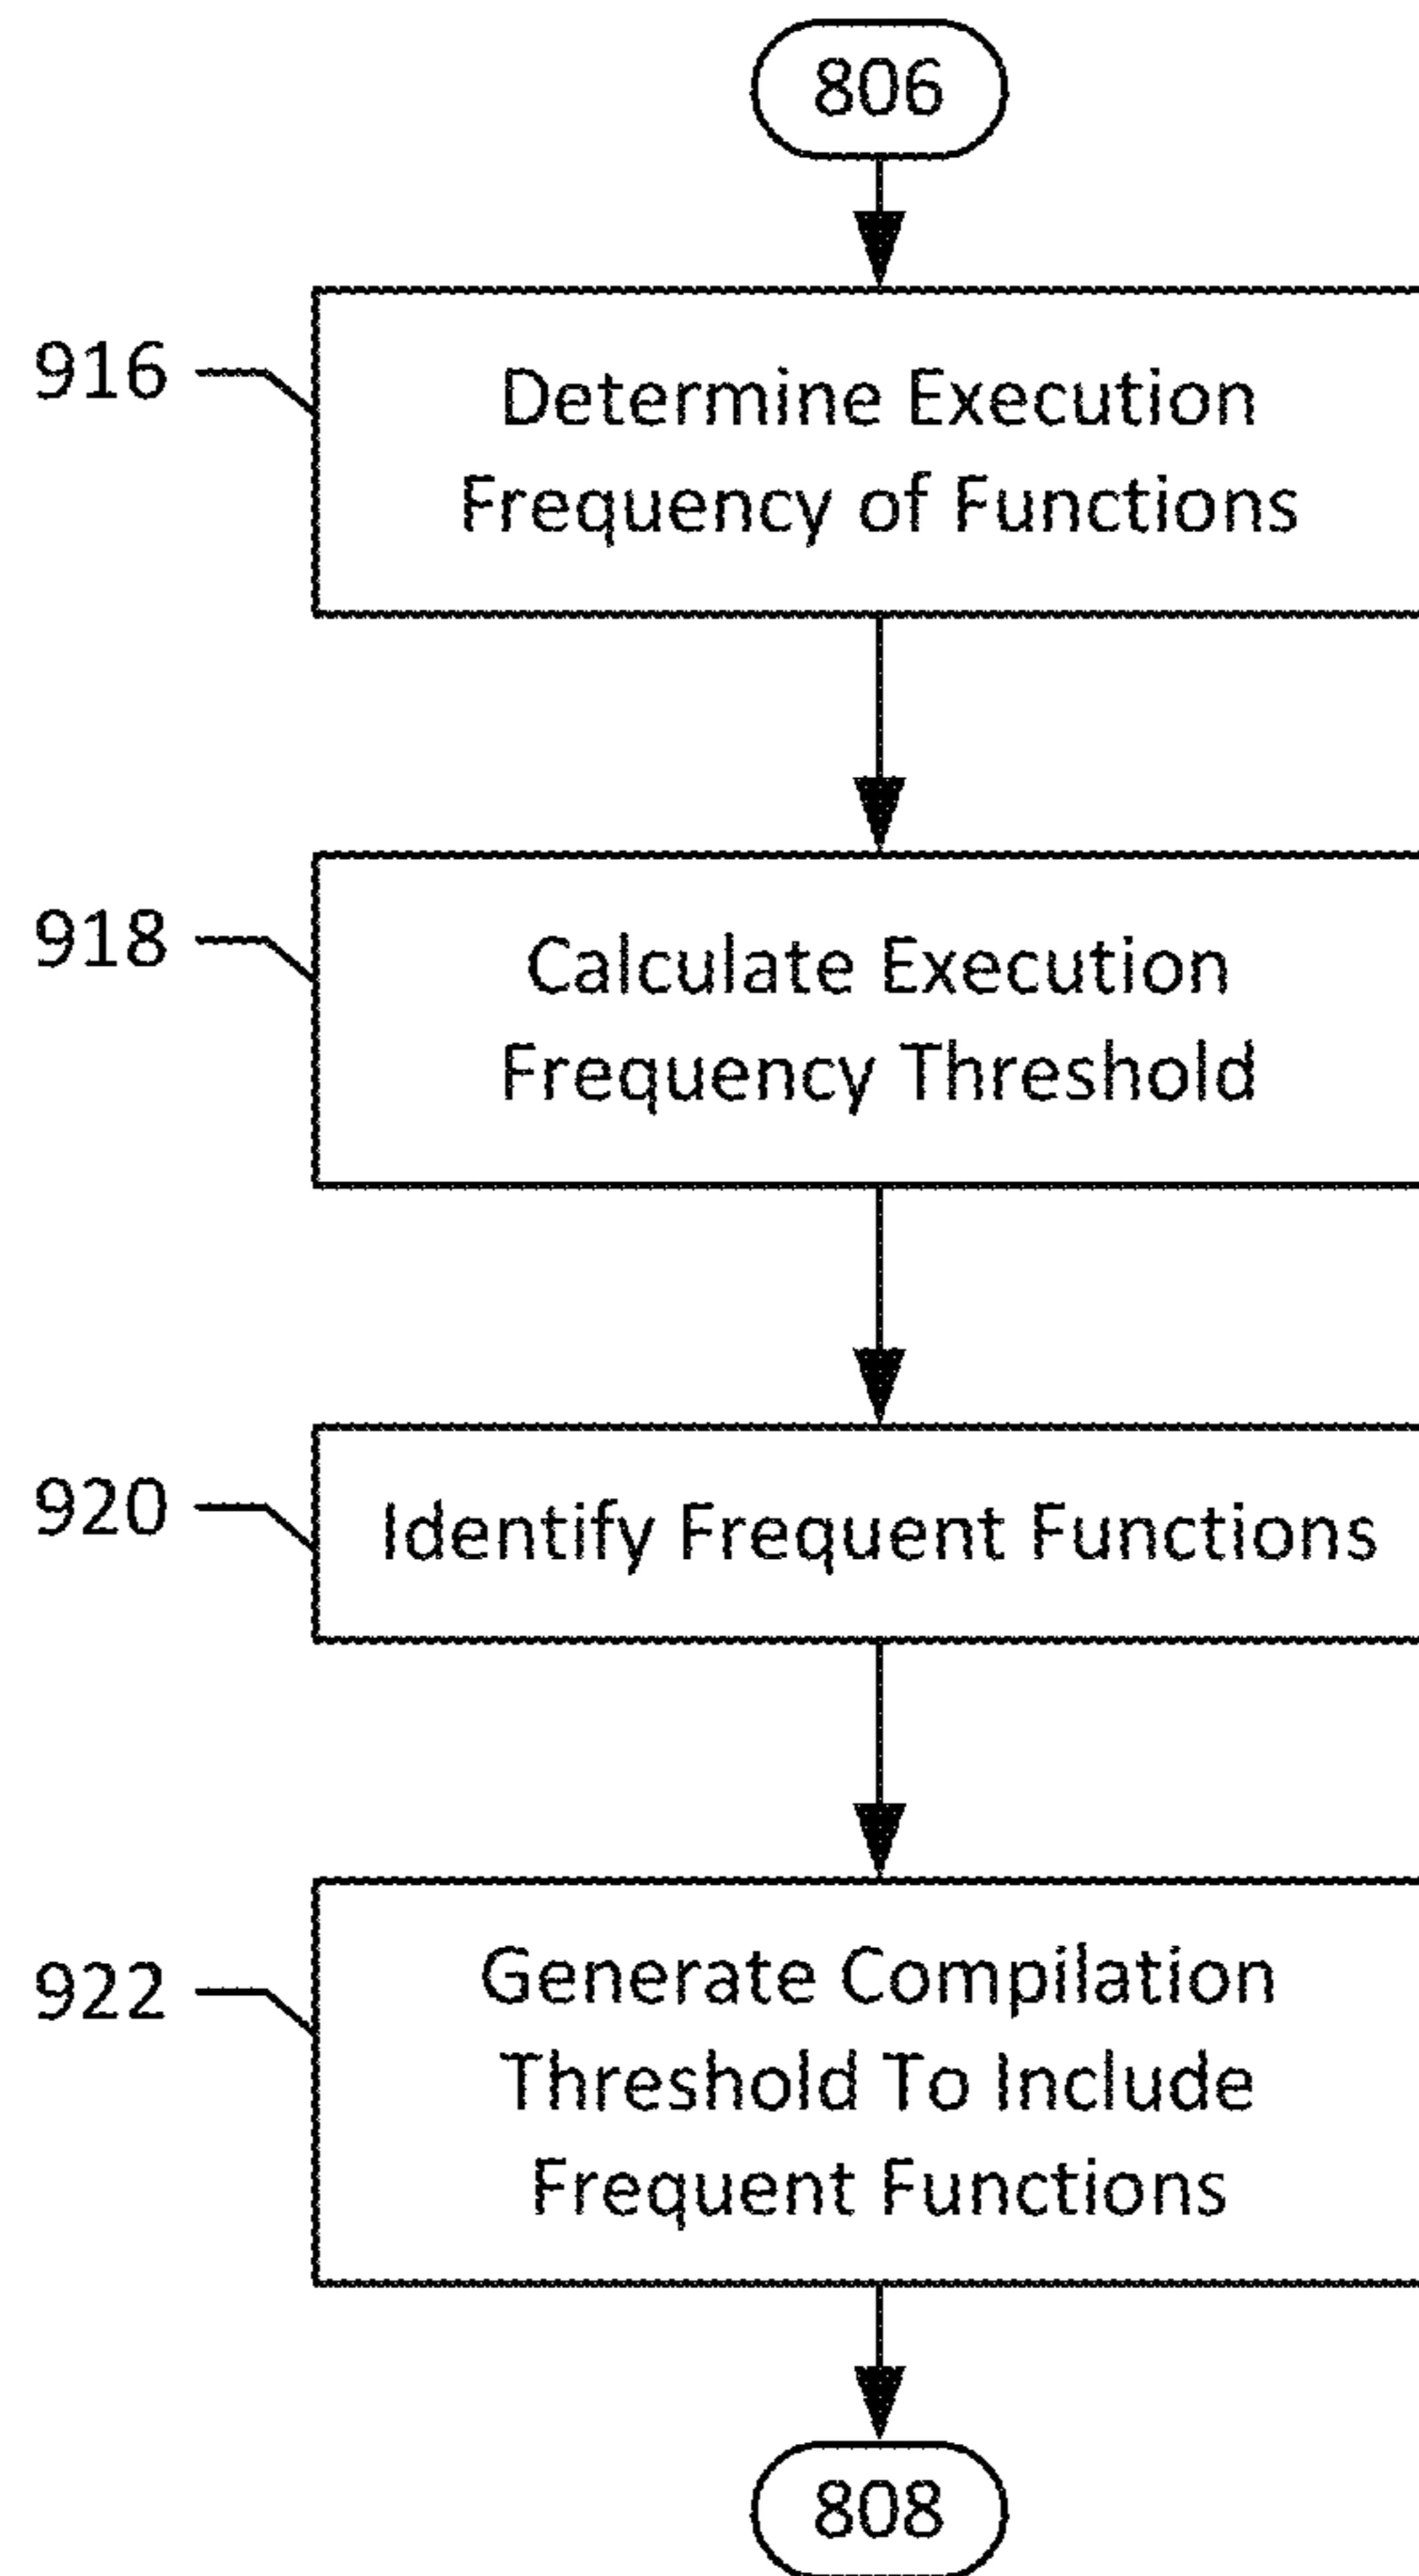 806
916
Determine Execution
Frequency of Functions
918
Calculate Execution
Frequency Threshold
920
Identify Frequent Functions
922
Generate Compilation
Threshold To Include
Frequent Functions
808